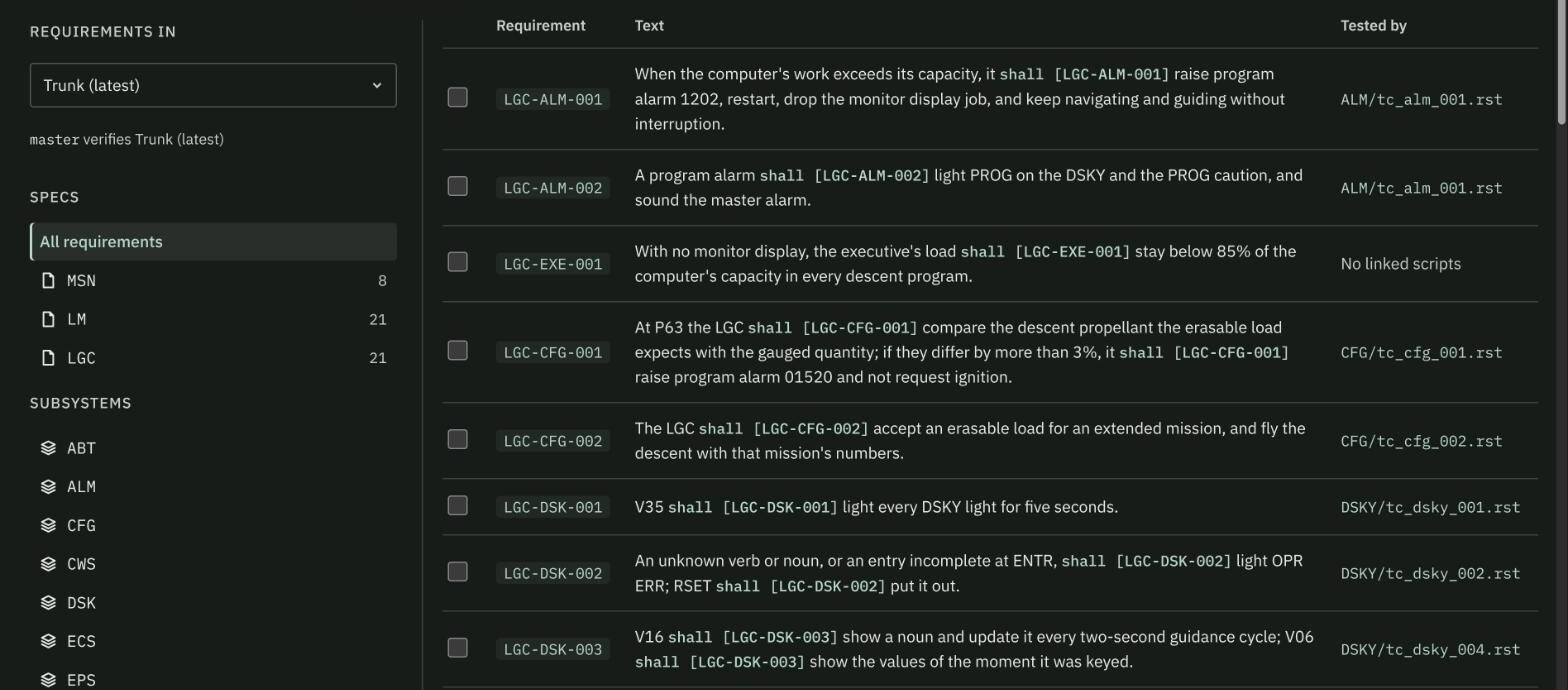 REQUIREMENTS IN
Trunk (latest)
master verifies Trunk (latest)
SPECS
All requirements
MSN 8
LM 21
LGC 21
SUBSYSTEMS
ABT
ALM
CFG
CWS
DSK
ECS
EPS
Requirement Text Tested by
When the computer's work exceeds its capacity, it shall [LGC-ALM-001] raise program
LGC-ALM-001 alarm 1202, restart, drop the monitor display job, and keep navigating and guiding without ALM/tc_alm_001.rst
interruption.
LGC-ALM-002 A program alarm shall [LGC-ALM-002] light PROG on the DSKY and the PROG caution, and ALM/tc_alm_001.rst
sound the master alarm.
LGC-EXE-001 With no monitor display, the executive's load shall [LGC-EXE-001] stay below 85% of the No linked scripts
computer's capacity in every descent program.
At P63 the LGC shall [LGC-CFG-001] compare the descent propellant the erasable load
LGC-CFG-001 expects with the gauged quantity; if they differ by more than 3%, it shall [LGC-CFG-001] CFG/tc_cfg_001.rst
raise program alarm 01520 and not request ignition.
LGC-CFG-002 The LGC shall [LGC-CFG-002] accept an erasable load for an extended mission, and fly the CFG/tc_cfg_002.rst
descent with that mission's numbers.
LGC-DSK-001 V35 shall [LGC-DSK-001] light every DSKY light for five seconds. DSKY/tc_dsky_001.rst
LGC-DSK-002 An unknown verb or noun, or an entry incomplete at ENTR, shall [LGC-DSK-002] light OPR DSKY/tc_dsky_002.rst
ERR; RSET shall [LGC-DSK-002] put it out.
LGC-DSK-003 V16 shall [LGC-DSK-003] show a noun and update it every two-second guidance cycle; V06 DSKY/tc_dsky_004.rst
shall [LGC-DSK-003] show the values of the moment it was keyed.